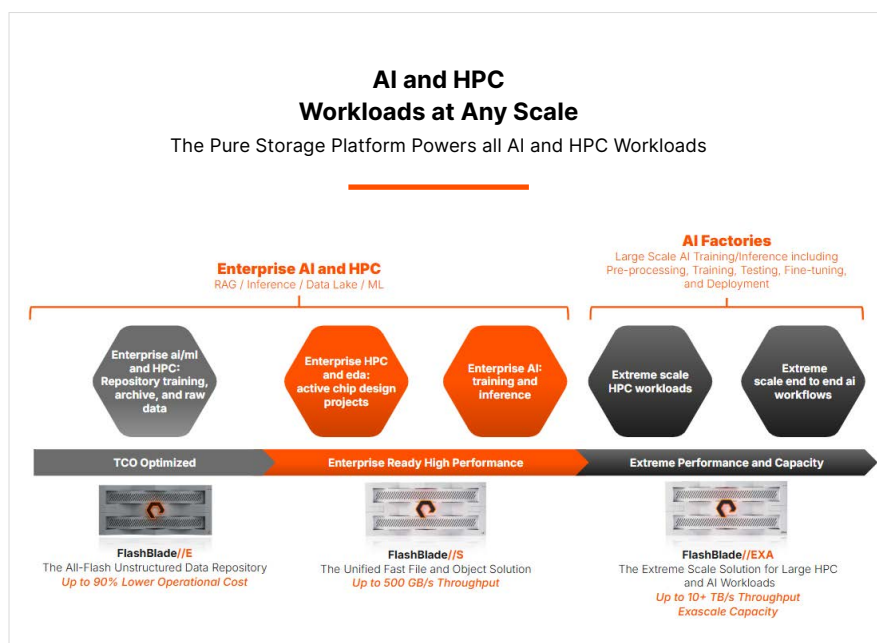 AI and HPC
Workloads at Any Scale
The Pure Storage Platform Powers all AI and HPC Workloads
Enterprise AI and HPC
RAG / Inference / Data Lake / ML
AI Factories
Large Scale AI Training/Inference including
Pre-processing, Training, Testing, Fine-tuning,
and Deployment
Enterprise ai/ml
and HPC:
Repository training,
archive, and raw
data
Enterprise HPC
and eda:
active chip design
projects
Enterprise AI:
training and
inference
Extreme scale
HPC workloads
Extreme
scale end to end ai
workflows
TCO Optimized
Enterprise Ready High Performance
Extreme Performance and Capacity
FlashBlade//E
The All-Flash Unstructured Data Repository
Up to 90% Lower Operational Cost
FlashBlade//S
The Unified Fast File and Object Solution
Up to 500 GB/s Throughput
FlashBlade//EXA
The Extreme Scale Solution for Large HPC
and AI Workloads
Up to 10+ TB/s Throughput
Exascale Capacity